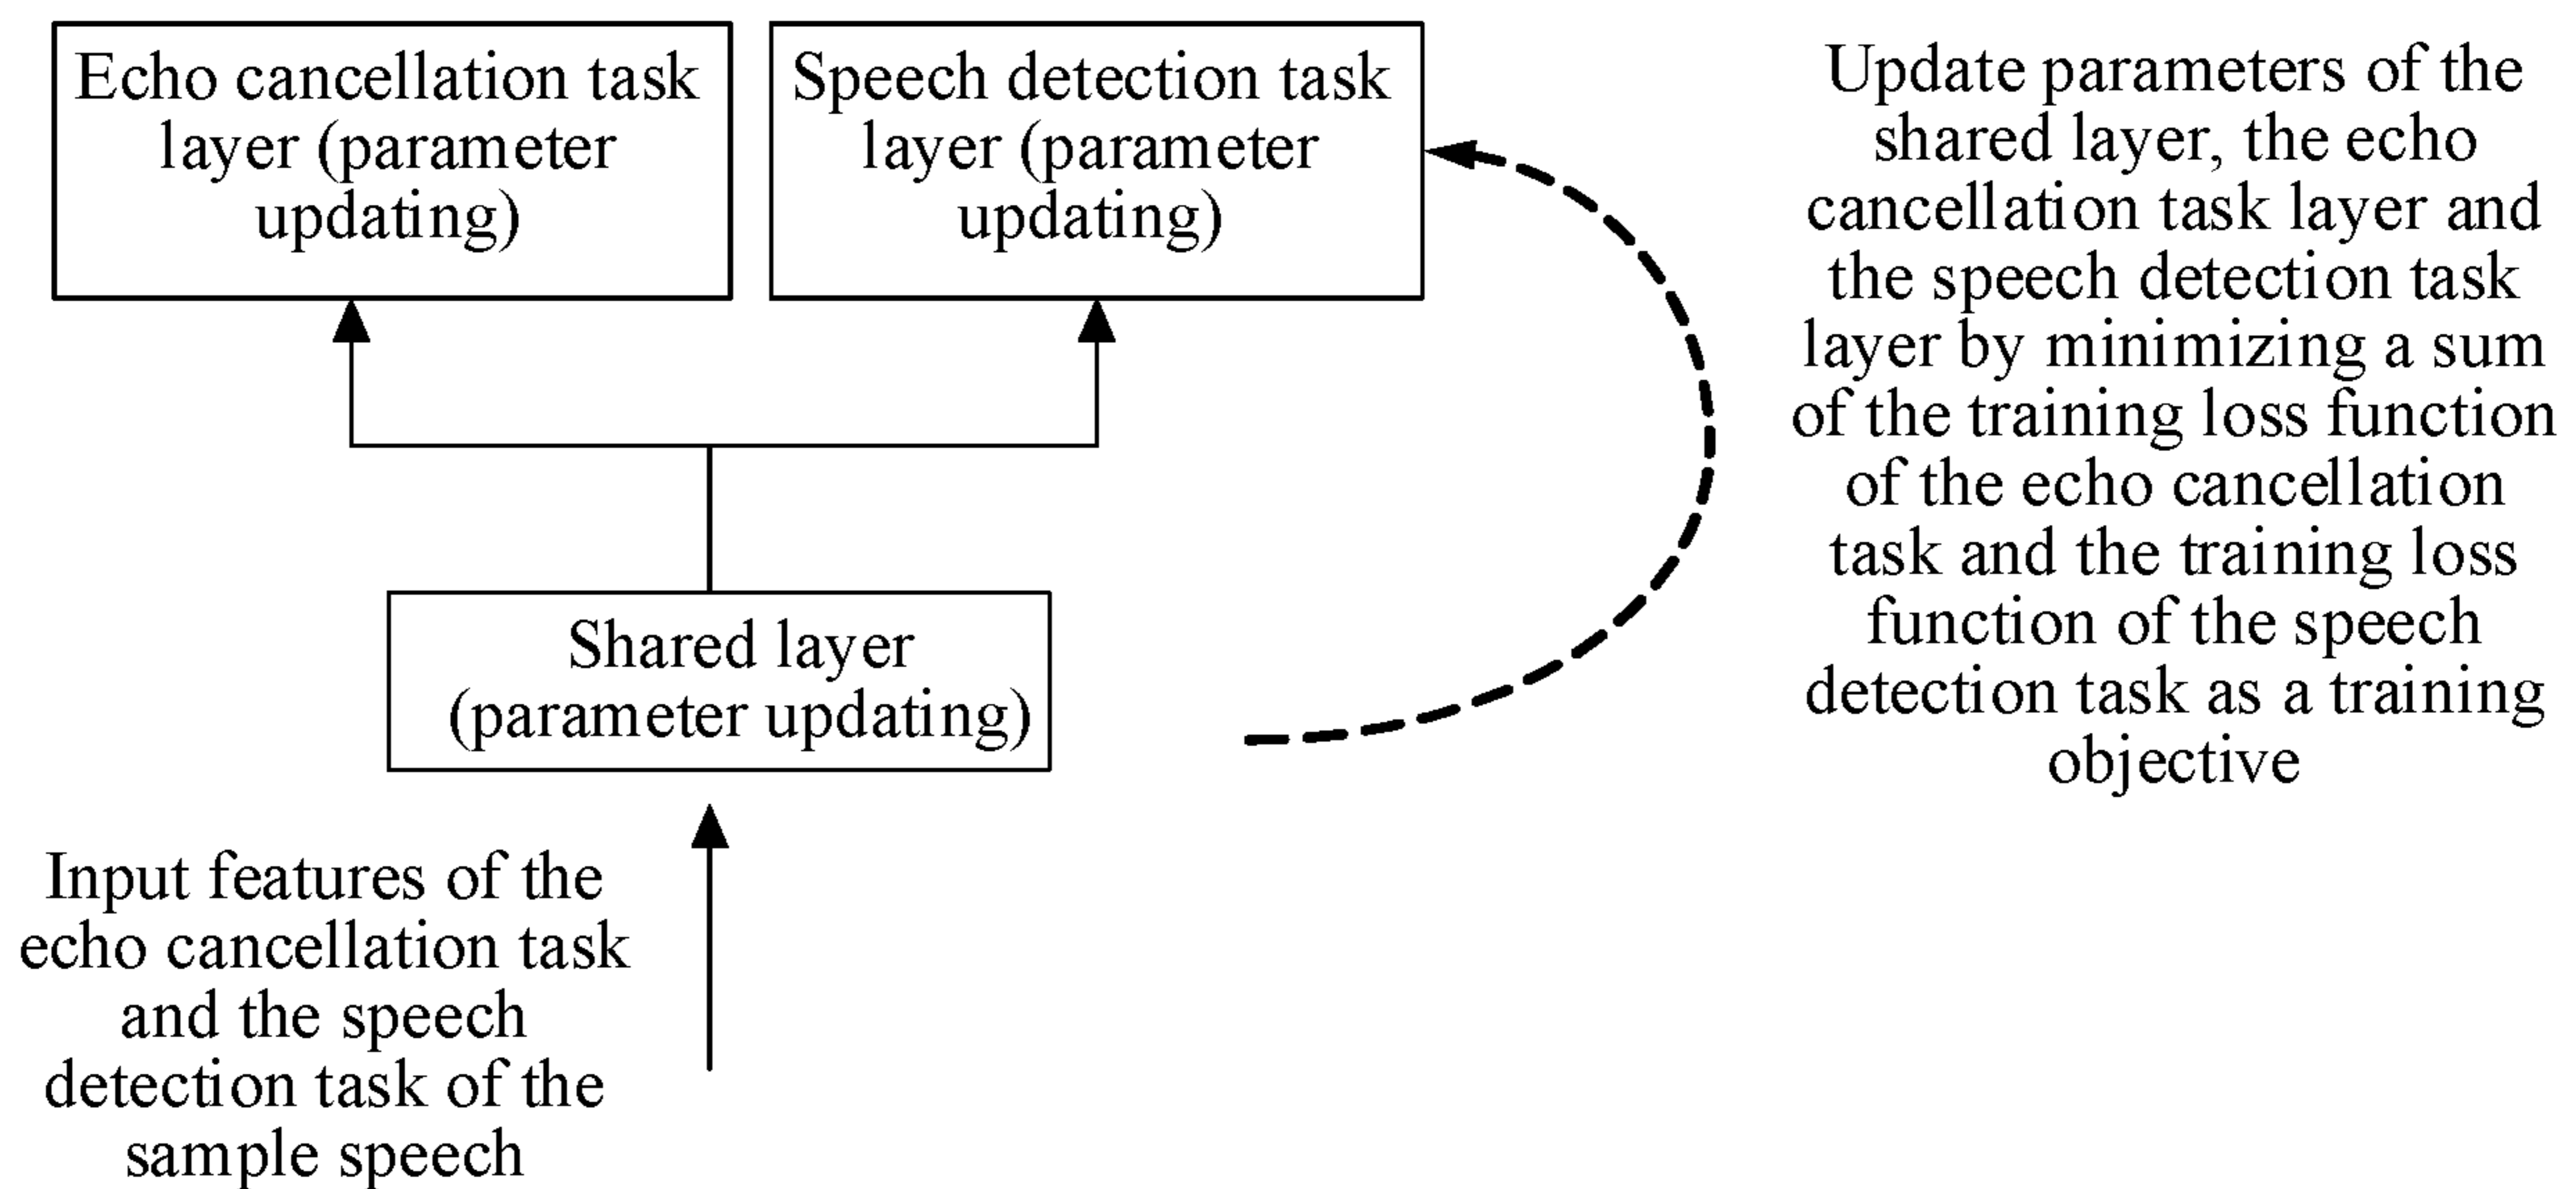 Echo cancellation task
layer (parameter
updating)
Speech detection task
layer (parameter
updating)
Update parameters of the
shared layer, the echo
cancellation task layer and
the speech detection task
layer by minimizing a sum
of the training loss function
of the echo cancellation
task and the training loss
function of the speech
detection task as a training
objective
Shared layer
(parameter updating)
Input features of the
echo cancellation task
and the speech
detection task of the
sample speech